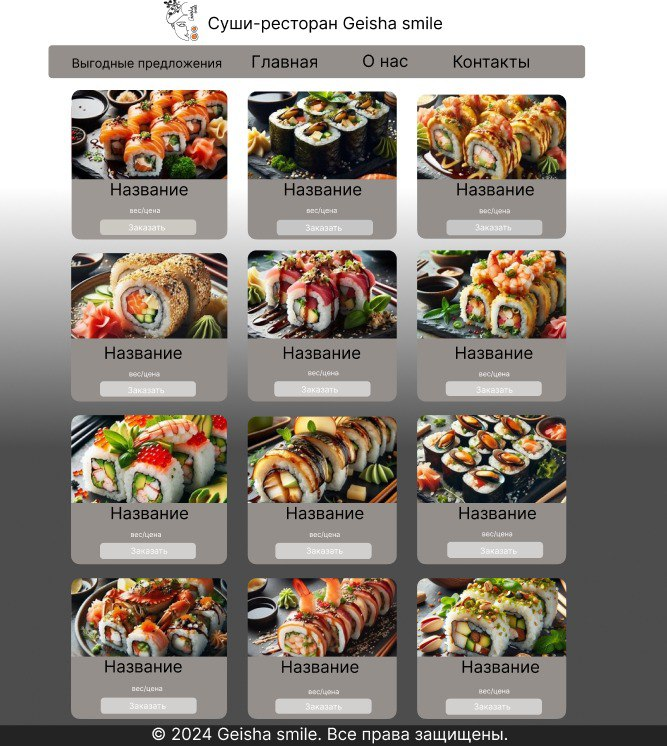 Суши-ресторан Geisha smile
Выгодные предложения Главная О нас Контакты
Название Название Название
вес/цена вес/цена вес/цена
Заказать Заказать Заказать
Название Название Название
вес/цена вес/цена вес/цена
Заказать Заказать Заказать
Название Название Название
вес/цена вес/цена вес/цена
Заказать Заказать Заказать
Название Название Название
вес/цена вес/цена вес/цена
Заказать Заказать Заказать
© 2024 Geisha smile. Все права защищены.